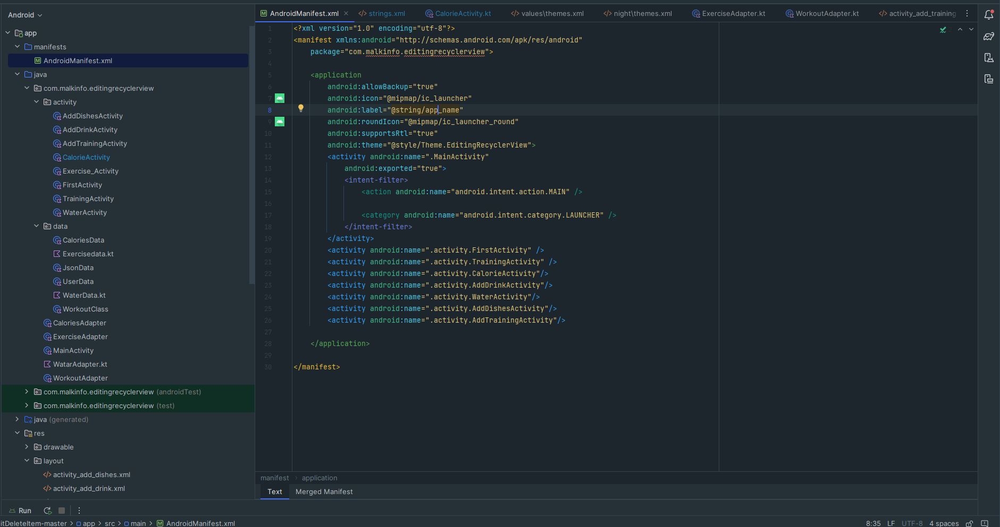 Android
app
manifests
AndroidManifest.xml
java
com.malkinfo.editingrecyclerview
activity
AddDishesActivity
AddDrinkActivity
AddTrainingActivity
CalorieActivity
Exercise_Activity
FirstActivity
TrainingActivity
WaterActivity
data
CaloriesData
Exercisedata.kt
JsonData
UserData
WaterData.kt
WorkoutClass
CaloriesAdapter
ExerciseAdapter
MainActivity
WatarAdapter.kt
WorkoutAdapter
com.malkinfo.editingrecyclerview (androidTest)
com.malkinfo.editingrecyclerview (test)
java (generated)
res
drawable
layout
activity_add_dishes.xml
activity_add_drink.xml
AndroidManifest.xml strings.xml CalorieActivity.kt values\themes.xml night\themes.xml ExerciseAdapter.kt WorkoutAdapter.kt activity_add_training
1 <?xml version="1.0" encoding="utf-8"?>
2 <manifest xmlns:android="http://schemas.android.com/apk/res/android"
3 package="com.malkinfo.editingrecyclerview">
4
5 <application
6 android:allowBackup="true"
7 android:icon="@mipmap/ic_launcher"
8 android:label="@string/app_name"
9 android:roundIcon="@mipmap/ic_launcher_round"
10 android:supportsRtl="true"
11 android:theme="@style/Theme.EditingRecyclerView">
12 <activity android:name=".MainActivity"
13 android:exported="true">
14 <intent-filter>
15 <action android:name="android.intent.action.MAIN" />
16
17 <category android:name="android.intent.category.LAUNCHER" />
18 </intent-filter>
19 </activity>
20 <activity android:name=".activity.FirstActivity" />
21 <activity android:name=".activity.TrainingActivity" />
22 <activity android:name=".activity.CalorieActivity"/>
23 <activity android:name=".activity.AddDrinkActivity"/>
24 <activity android:name=".activity.WaterActivity"/>
25 <activity android:name=".activity.AddDishesActivity"/>
26 <activity android:name=".activity.AddTrainingActivity"/>
27
28 </application>
29
30 </manifest>
manifest > application
Text Merged Manifest
Run
itDeleteItem-master > app > src > main > AndroidManifest.xml
8:35 LF UTF-8 4 spaces